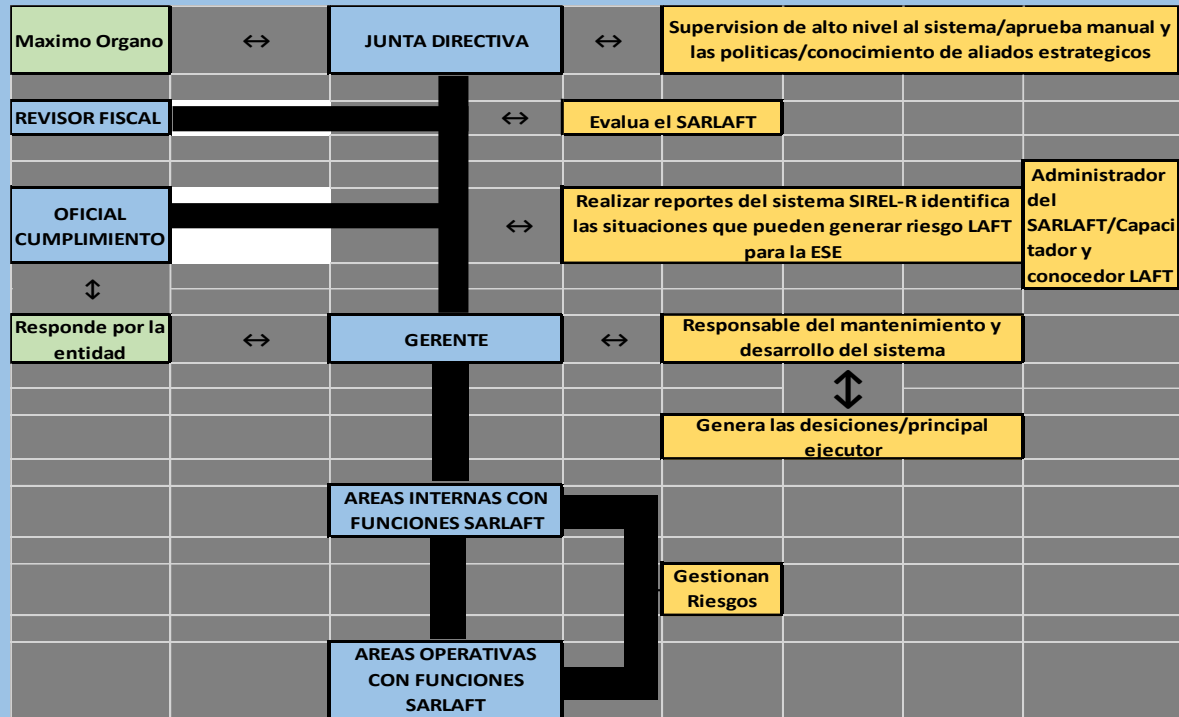 Maximo Organo
↔
JUNTA DIRECTIVA
↔
Supervision de alto nivel al sistema/aprueba manual y
las politicas/conocimiento de aliados estrategicos
REVISOR FISCAL
↔
Evalua el SARLAFT
OFICIAL
CUMPLIMIENTO
↔
Realizar reportes del sistema SIREL-R identifica
las situaciones que pueden generar riesgo LAFT
para la ESE
Administrador
del
SARLAFT/Capaci
tador y
conocedor LAFT
↕
Responde por la
entidad
↔
GERENTE
↔
Responsable del mantenimiento y
desarrollo del sistema
↕
Genera las desiciones/principal
ejecutor
AREAS INTERNAS CON
FUNCIONES SARLAFT
Gestionan
Riesgos
AREAS OPERATIVAS
CON FUNCIONES
SARLAFT